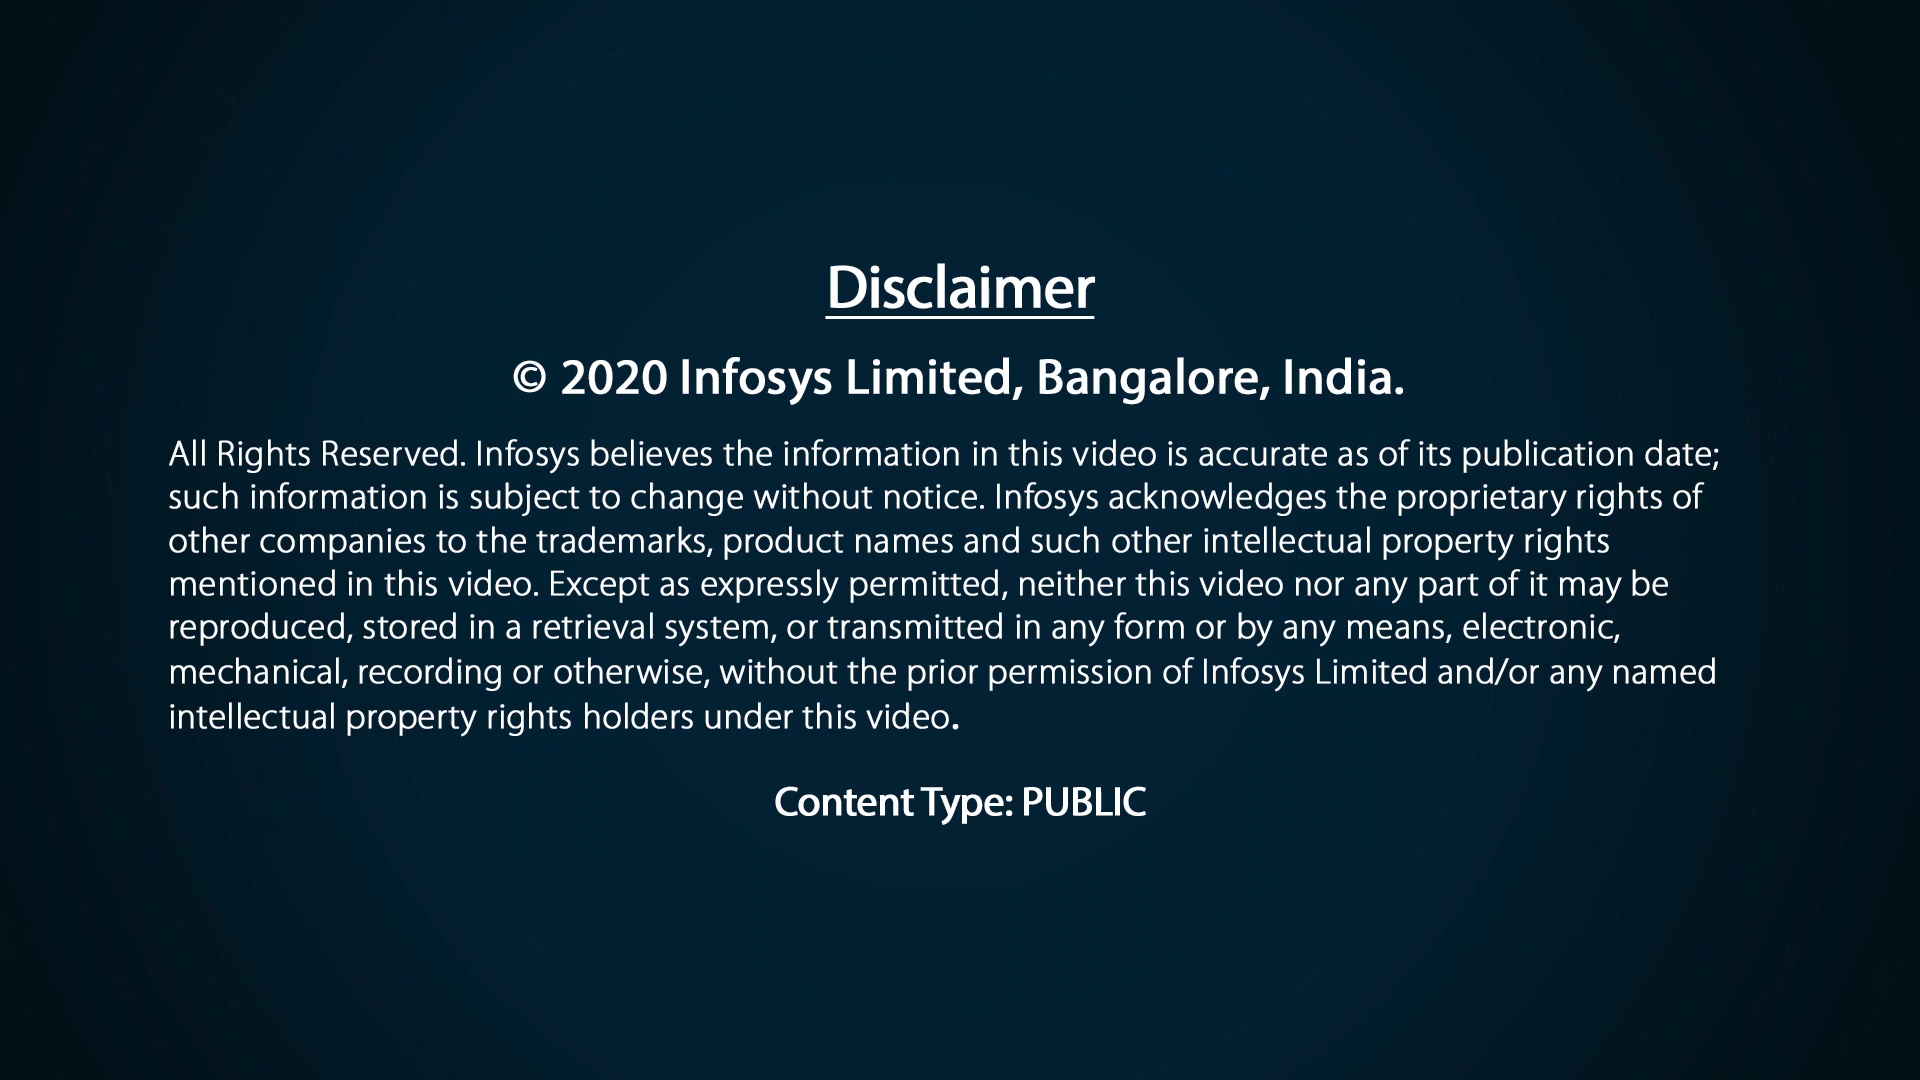 Disclaimer
© 2020 Infosys Limited, Bangalore, India.
All Rights Reserved. Infosys believes the information in this video is accurate as of its publication date;
such information is subject to change without notice. Infosys acknowledges the proprietary rights of
other companies to the trademarks, product names and such other intellectual property rights
mentioned in this video. Except as expressly permitted, neither this video nor any part of it may be
reproduced, stored in a retrieval system, or transmitted in any form or by any means, electronic,
mechanical, recording or otherwise, without the prior permission of Infosys Limited and/or any named
intellectual property rights holders under this video.
Content Type: PUBLIC